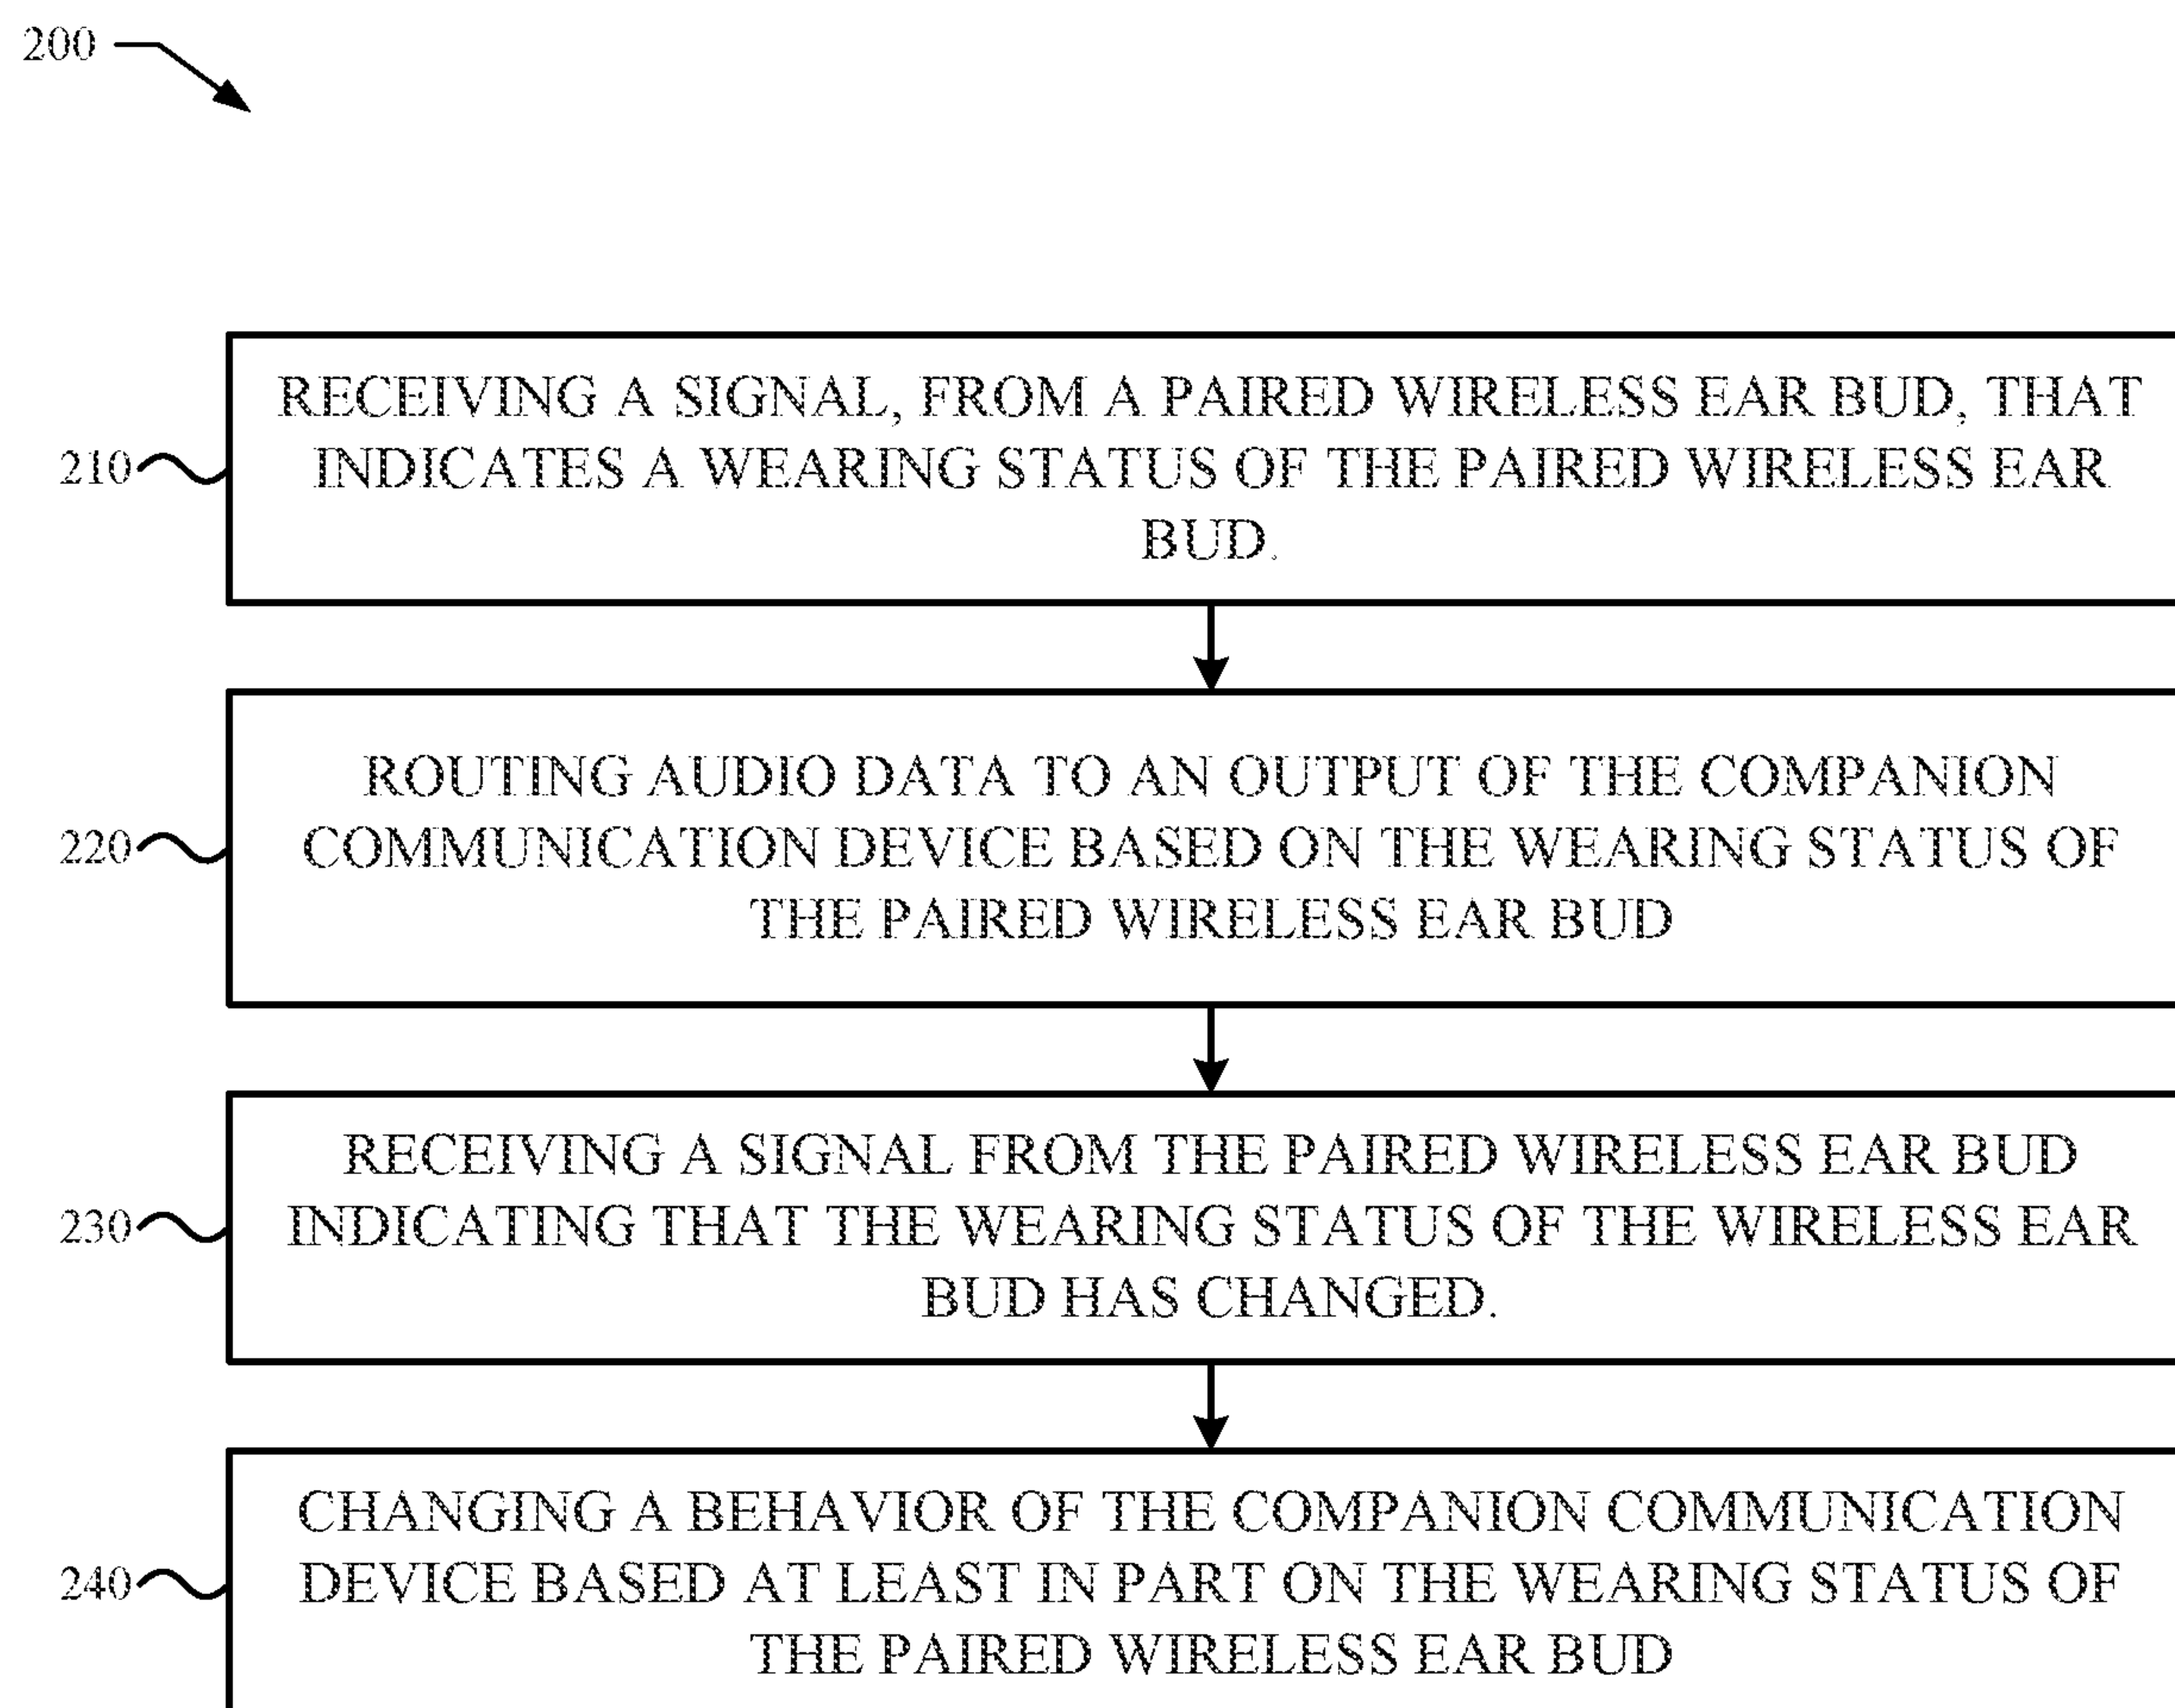 200
RECEIVING A SIGNAL, FROM A PAIRED WIRELESS EAR BUD, THAT
INDICATES A WEARING STATUS OF THE PAIRED WIRELESS EAR
BUD.
210
ROUTING AUDIO DATA TO AN OUTPUT OF THE COMPANION
COMMUNICATION DEVICE BASED ON THE WEARING STATUS OF
THE PAIRED WIRELESS EAR BUD
220
RECEIVING A SIGNAL FROM THE PAIRED WIRELESS EAR BUD
INDICATING THAT THE WEARING STATUS OF THE WIRELESS EAR
BUD HAS CHANGED.
230
CHANGING A BEHAVIOR OF THE COMPANION COMMUNICATION
DEVICE BASED AT LEAST IN PART ON THE WEARING STATUS OF
THE PAIRED WIRELESS EAR BUD
240